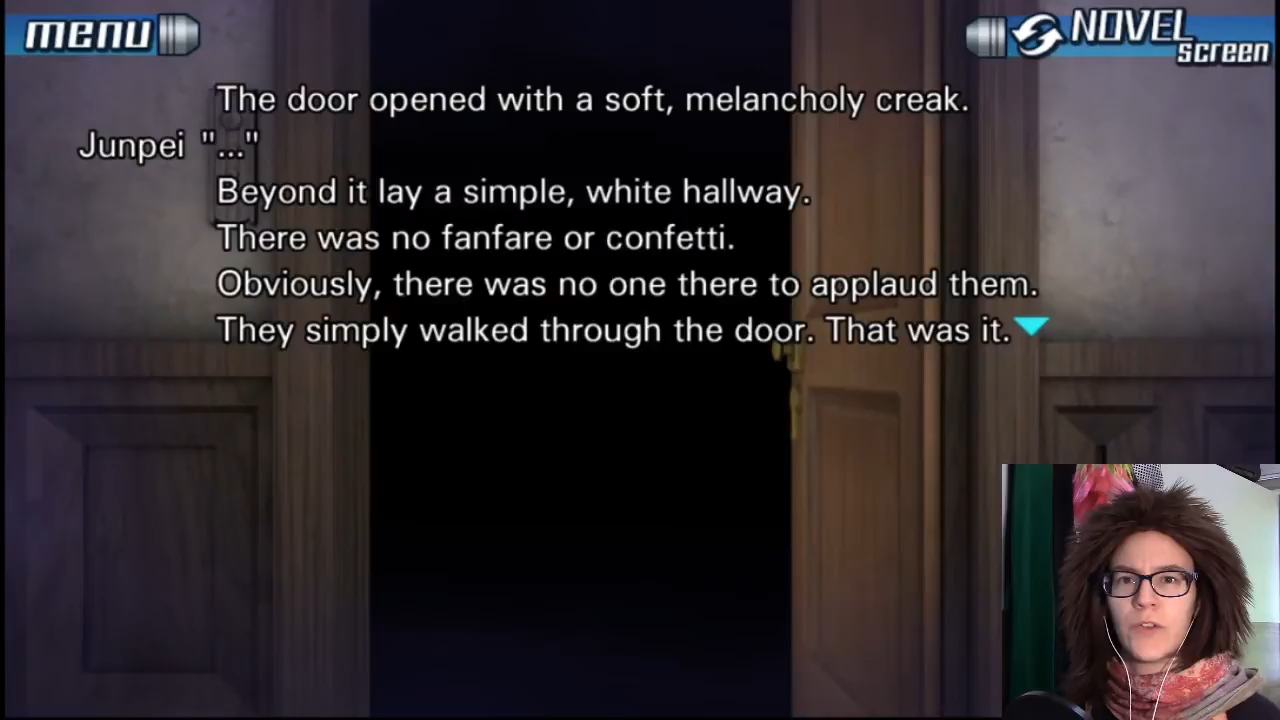 menu
NOVEL
screen
The door opened with a soft, melancholy creak.
Junpei "..."
Beyond it lay a simple, white hallway.
There was no fanfare or confetti.
Obviously, there was no one there to applaud them.
They simply walked through the door. That was it.